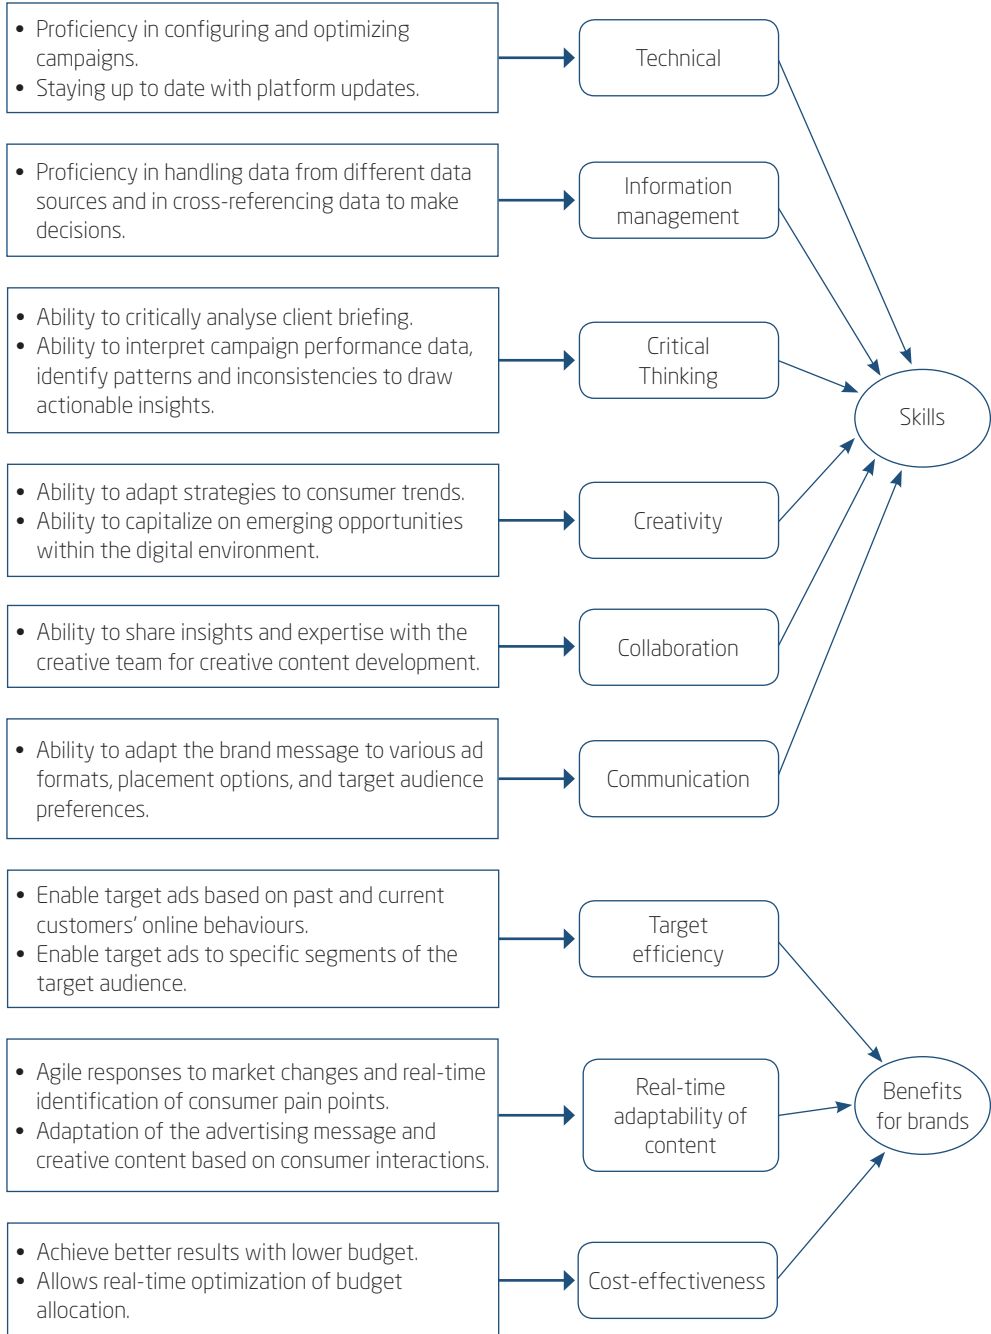 • Proficiency in configuring and optimizing
campaigns.
• Staying up to date with platform updates.
Technical
• Proficiency in handling data from different data
sources and in cross-referencing data to make
decisions.
Information
management
• Ability to critically analyse client briefing.
• Ability to interpret campaign performance data,
identify patterns and inconsistencies to draw
actionable insights.
Critical
Thinking
Skills
• Ability to adapt strategies to consumer trends.
• Ability to capitalize on emerging opportunities
within the digital environment.
Creativity
• Ability to share insights and expertise with the
creative team for creative content development.
Collaboration
• Ability to adapt the brand message to various ad
formats, placement options, and target audience
preferences.
Communication
• Enable target ads based on past and current
customers’ online behaviours.
• Enable target ads to specific segments of the
target audience.
Target
efficiency
• Agile responses to market changes and real-time
identification of consumer pain points.
• Adaptation of the advertising message and
creative content based on consumer interactions.
Real-time
adaptability of
content
Benefits
for brands
• Achieve better results with lower budget.
• Allows real-time optimization of budget
allocation.
Cost-effectiveness